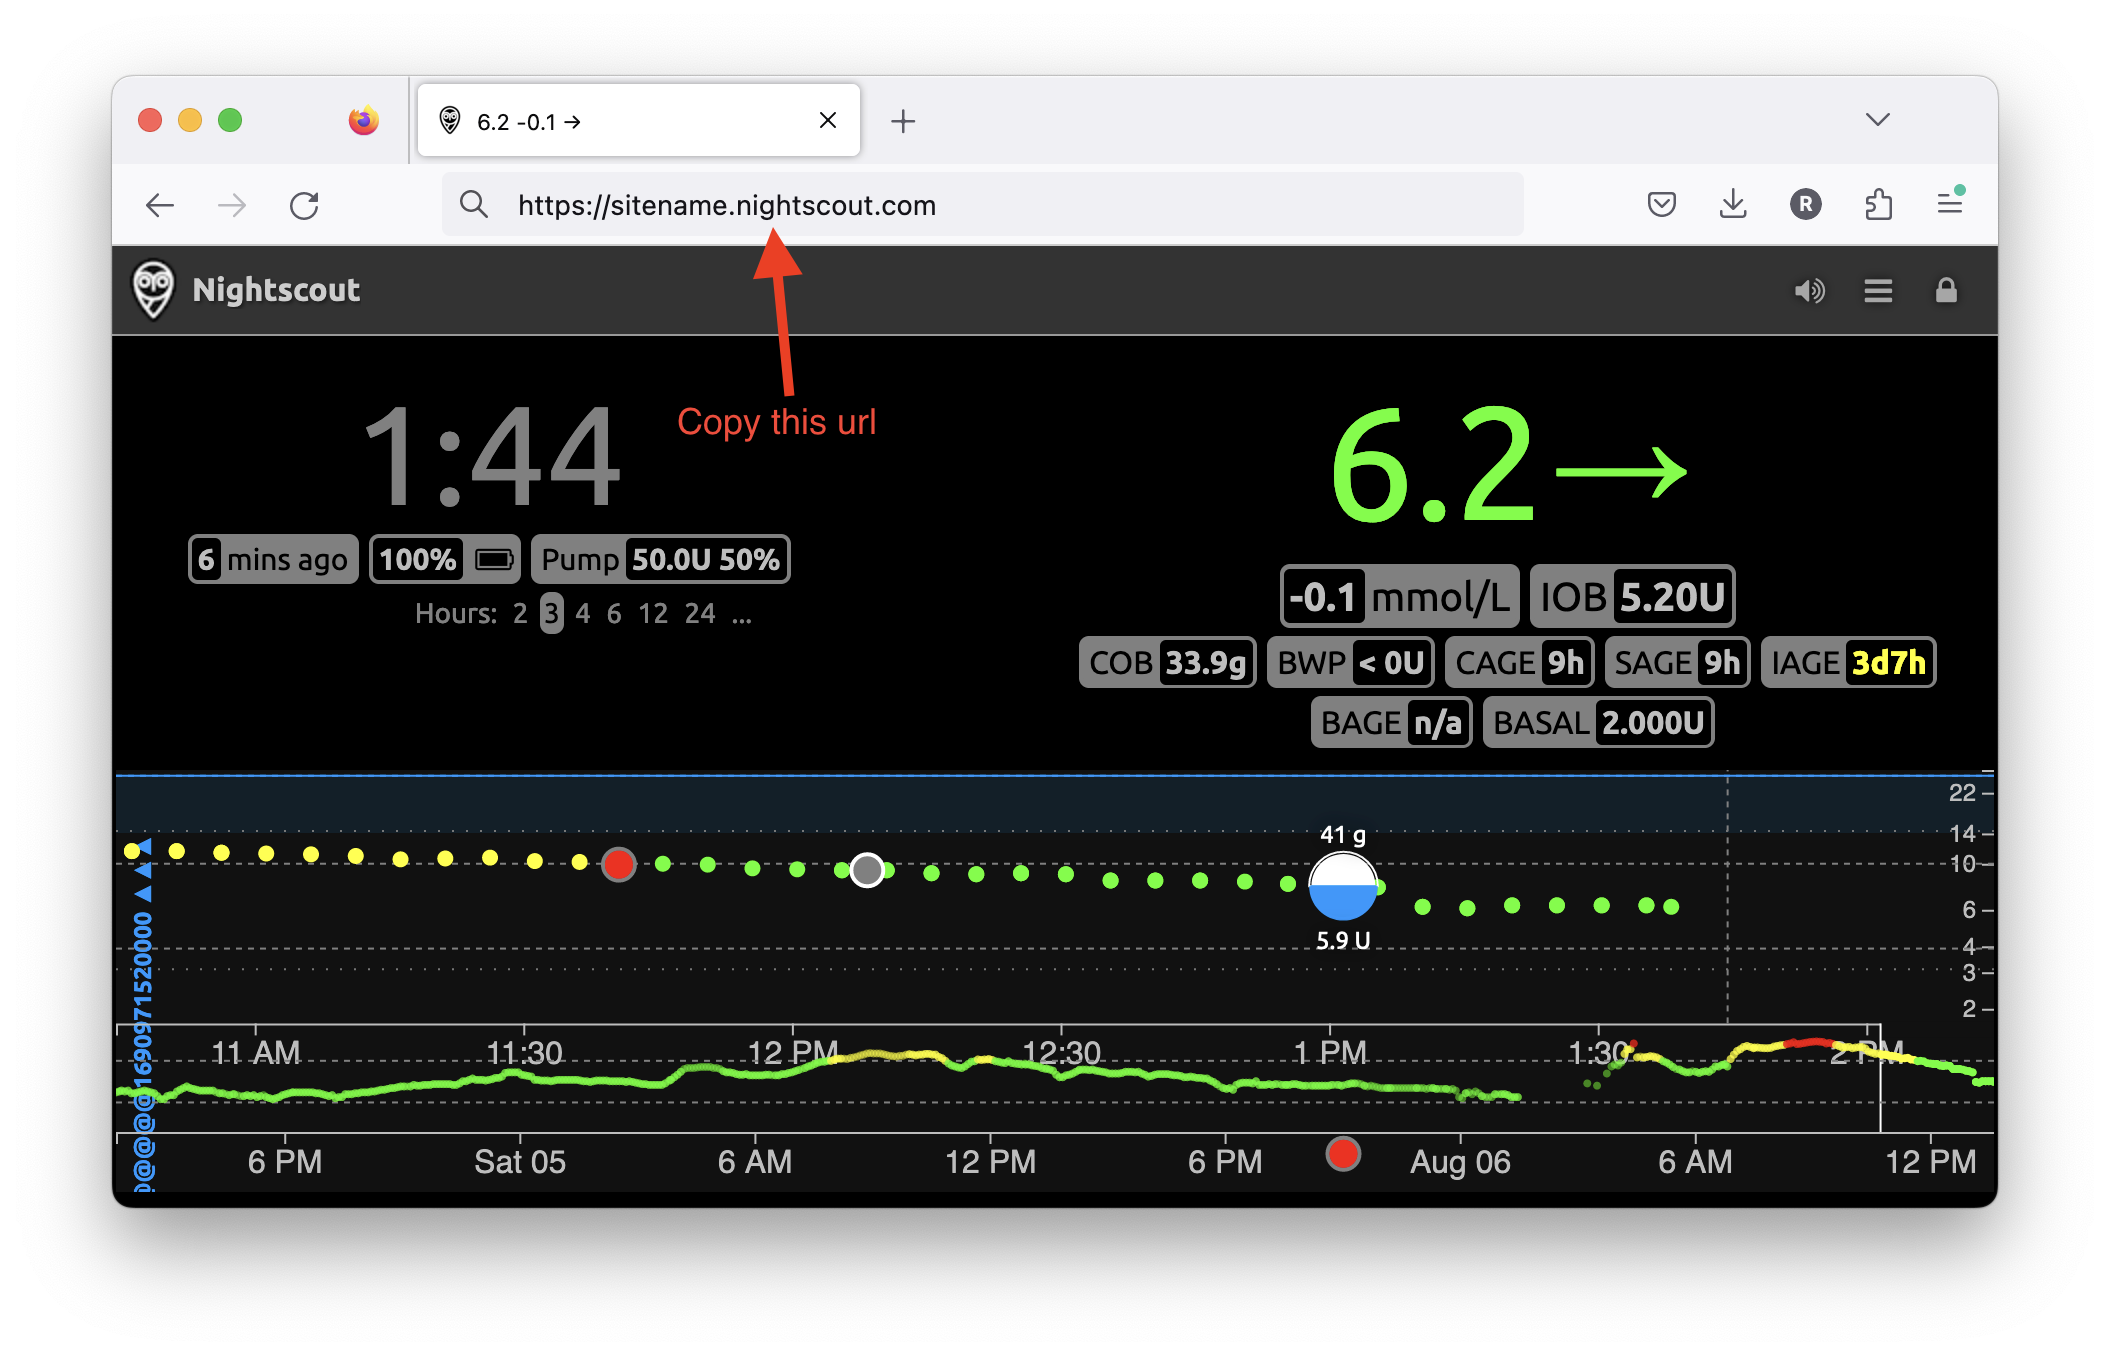 6.2 -0.1 →
https://sitename.nightscout.com
R
Nightscout
Copy this url
1:44
6 mins ago 100% Pump 50.0U 50%
Hours: 2 3 4 6 12 24 ...
6.2→
-0.1 mmol/L IOB 5.20U
COB 33.9g BWP < 0U CAGE 9h SAGE 9h IAGE 3d7h
BAGE n/a BASAL 2.000U
22
14
10
6
4
3
2
41 g
5.9 U
@@@@1690971520000
11 AM 11:30 12 PM 12:30 1 PM 1:30 2 PM
6 PM Sat 05 6 AM 12 PM 6 PM Aug 06 6 AM 12 PM